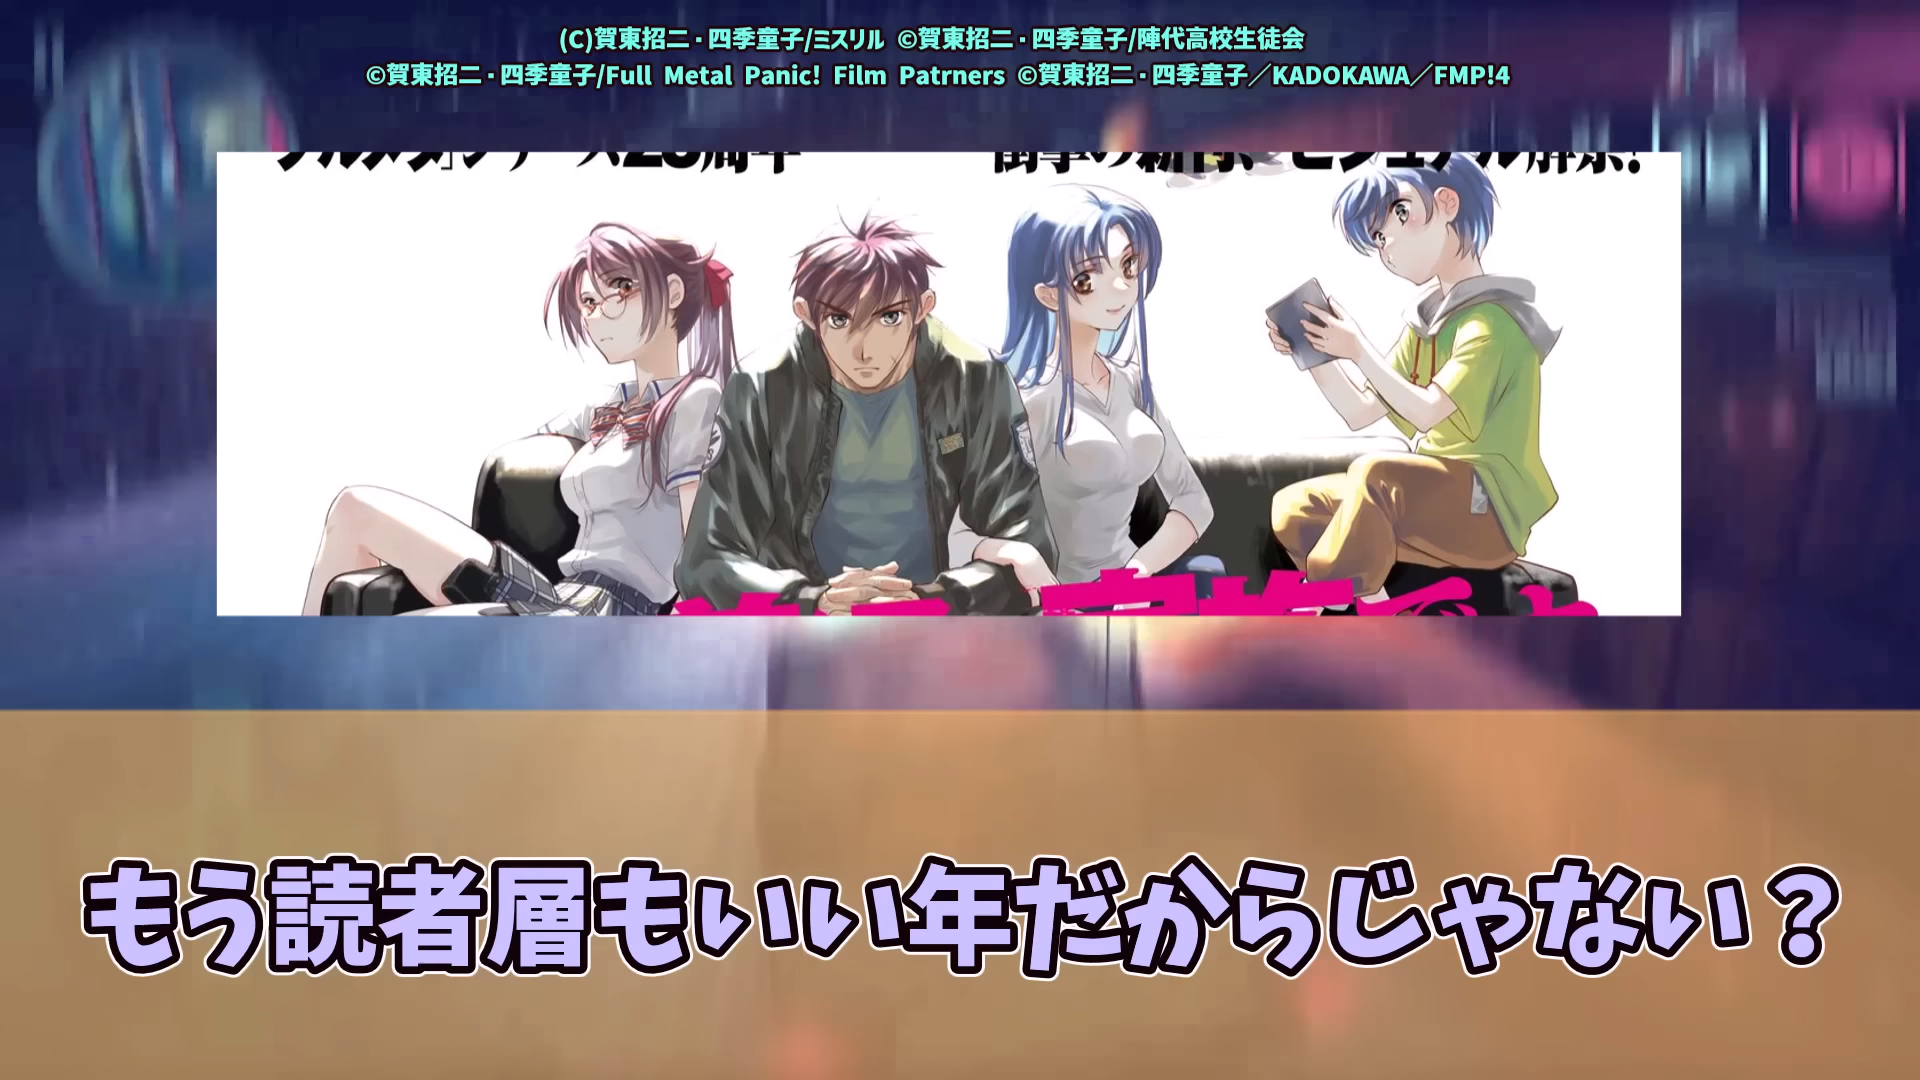 (C)賀東招二・四季童子/ミスリル ©賀東招二・四季童子/陣代高校生徒会
©賀東招二・四季童子/Full Metal Panic! Film Patrners ©賀東招二・四季童子／KADOKAWA／FMP!4
もう読者層もいい年だからじゃない？